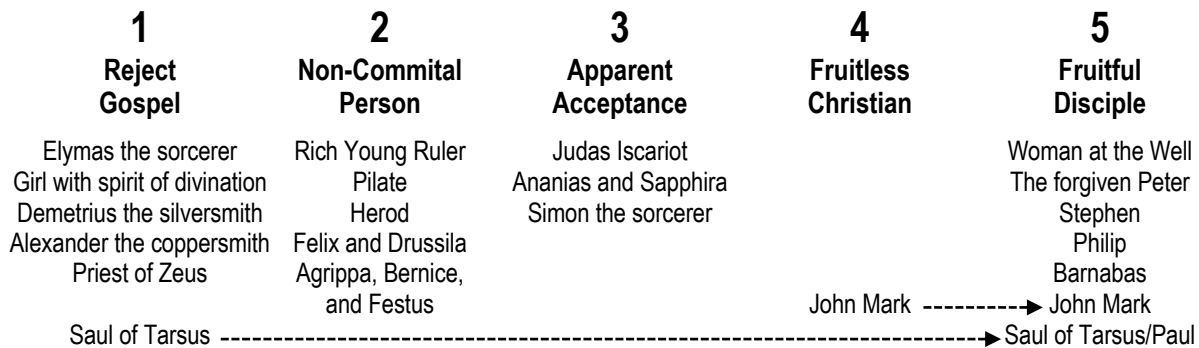 1
Reject
Gospel
Elymas the sorcerer
Girl with spirit of divination
Demetrius the silversmith
Alexander the coppersmith
Priest of Zeus
Saul of Tarsus
2
Non-Commital
Person
Rich Young Ruler
Pilate
Herod
Felix and Drussila
Agrippa, Bernice,
and Festus
3
Apparent
Acceptance
Judas Iscariot
Ananias and Sapphira
Simon the sorcerer
4
Fruitless
Christian
John Mark
5
Fruitful
Disciple
Woman at the Well
The forgiven Peter
Stephen
Philip
Barnabas
John Mark
Saul of Tarsus/Paul